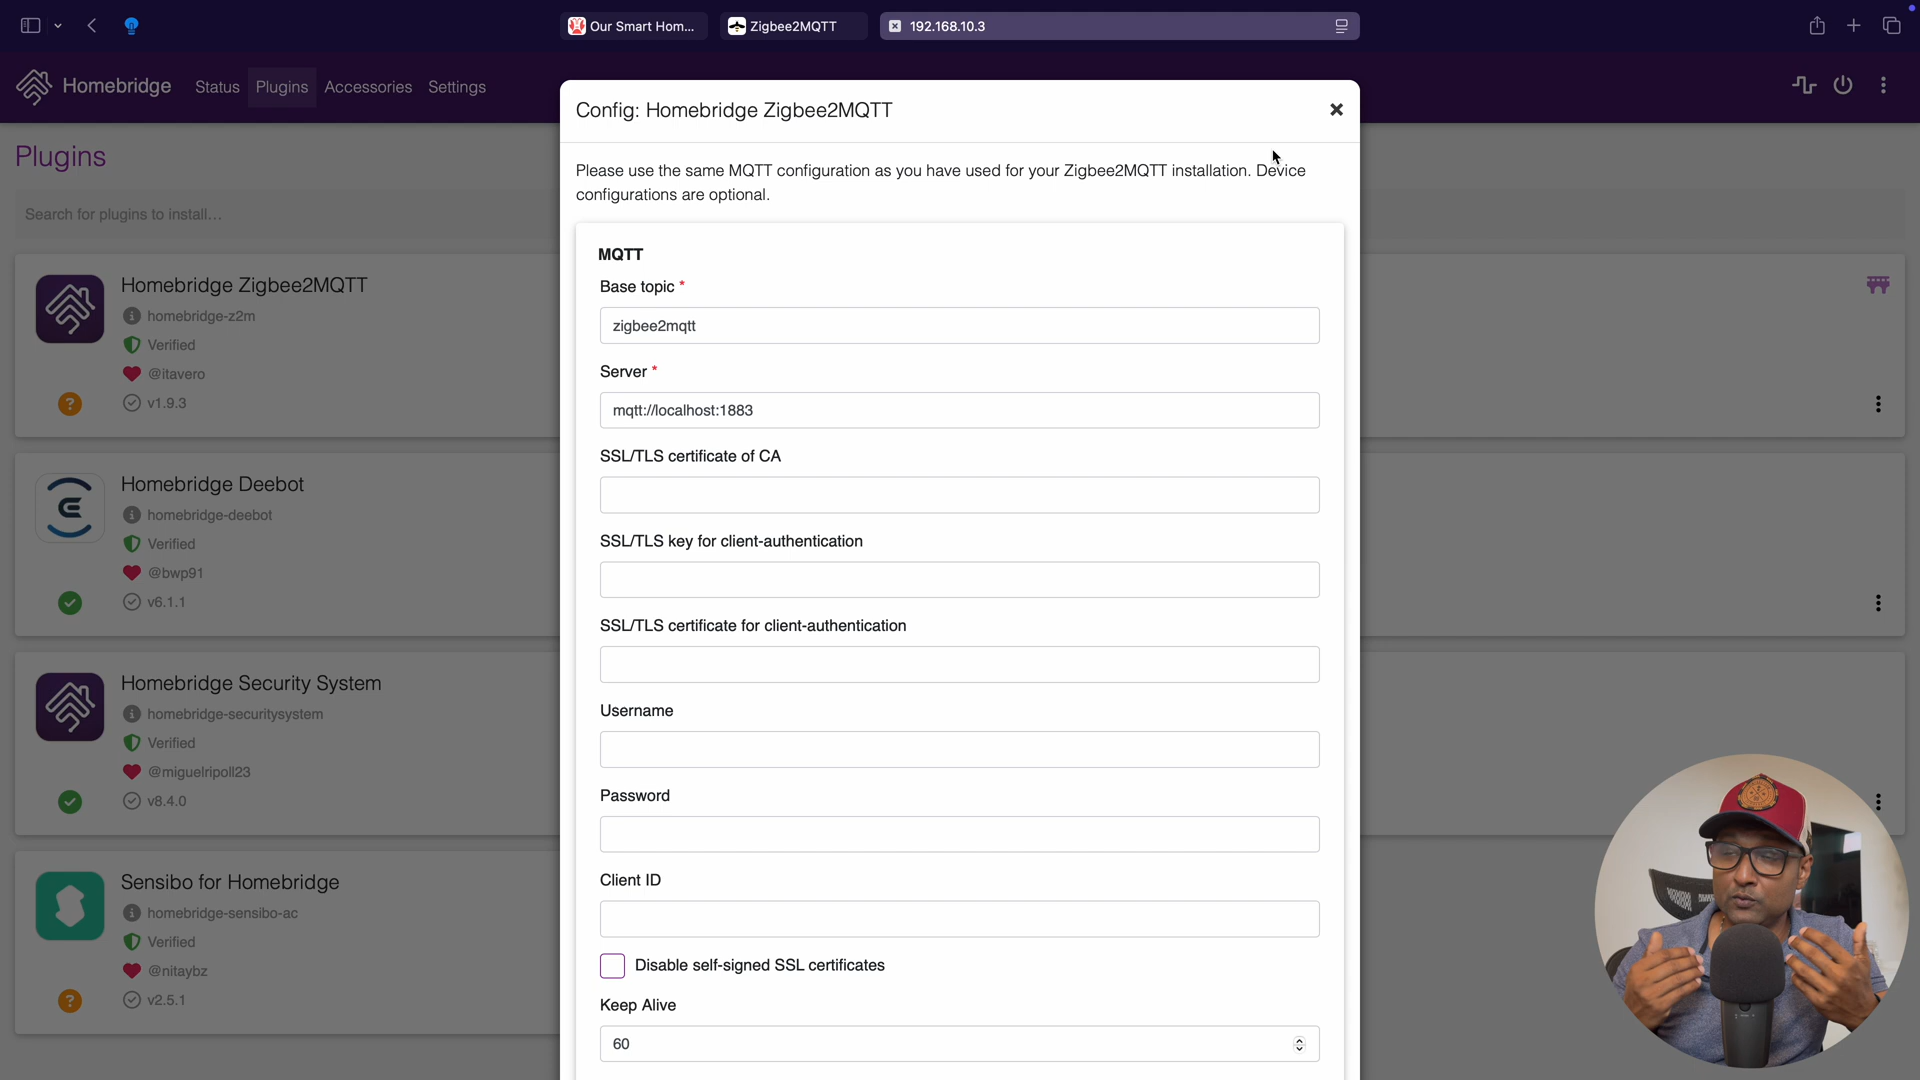 Our Smart Hom...
Zigbee2MQTT
192.168.10.3
Homebridge
Status
Plugins
Accessories
Settings
Plugins
Search for plugins to install...
Homebridge Zigbee2MQTT
homebridge-z2m
Verified
@itavero
v1.9.3
Homebridge Deebot
homebridge-deebot
Verified
@bwp91
v6.1.1
Homebridge Security System
homebridge-securitysystem
Verified
@miguelripoll23
v8.4.0
Sensibo for Homebridge
homebridge-sensibo-ac
Verified
@nitaybz
v2.5.1
Config: Homebridge Zigbee2MQTT
Please use the same MQTT configuration as you have used for your Zigbee2MQTT installation. Device
configurations are optional.
MQTT
Base topic *
zigbee2mqtt
Server *
mqtt://localhost:1883
SSL/TLS certificate of CA
SSL/TLS key for client-authentication
SSL/TLS certificate for client-authentication
Username
Password
Client ID
Disable self-signed SSL certificates
Keep Alive
60